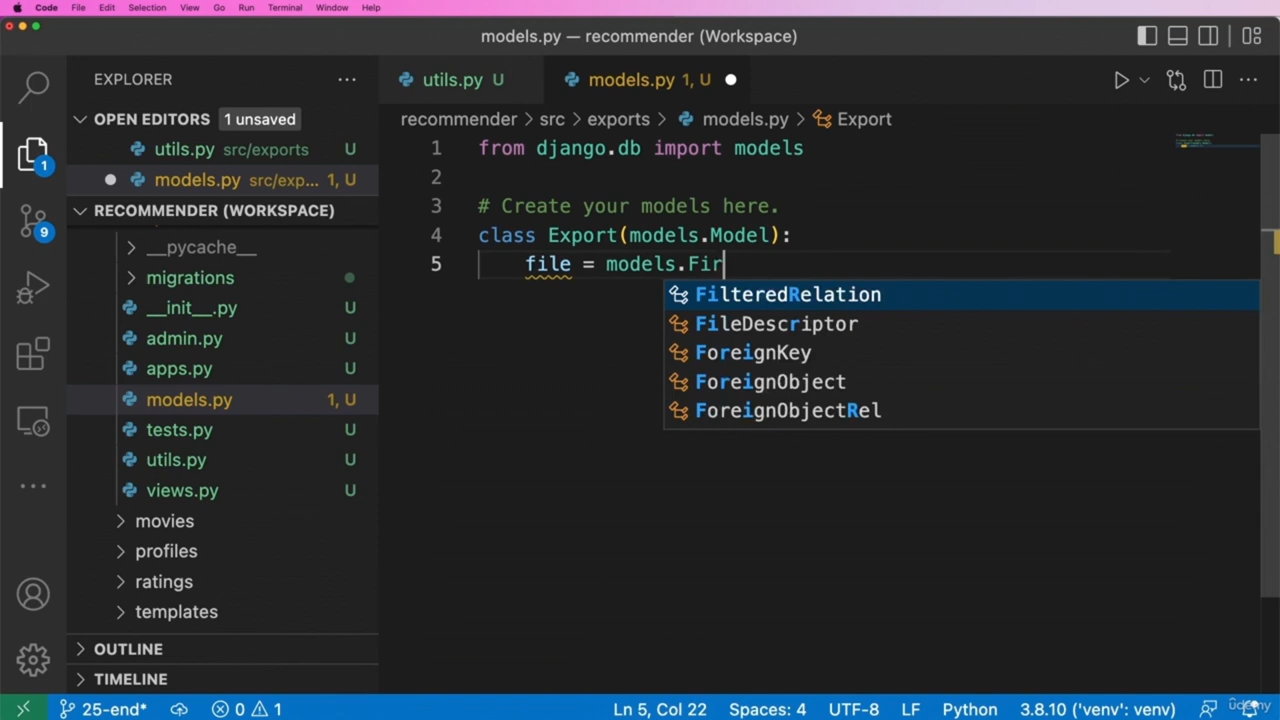 Code File Edit Selection View Go Run Terminal Window Help
models.py — recommender (Workspace)
EXPLORER
utils.py U
models.py 1, U
OPEN EDITORS 1 unsaved
recommender > src > exports > models.py > Export
utils.py src/exports U
models.py src/exp... 1, U
RECOMMENDER (WORKSPACE)
__pycache__
migrations
__init__.py U
admin.py U
apps.py U
models.py 1, U
tests.py U
utils.py U
views.py U
movies
profiles
ratings
templates
OUTLINE
TIMELINE
1
9
1 from django.db import models
2
3 # Create your models here.
4 class Export(models.Model):
5 file = models.Fir
FilteredRelation
FileDescriptor
ForeignKey
ForeignObject
ForeignObjectRel
25-end* 0 1 Ln 5, Col 22 Spaces: 4 UTF-8 LF Python 3.8.10 ('venv': venv)
udemy